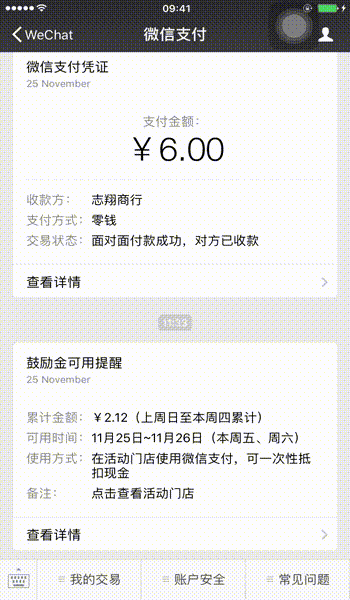 09:41
WeChat
微信支付
微信支付凭证
25 November
支付金额：
￥6.00
收款方： 志翔商行
支付方式： 零钱
交易状态： 面对面付款成功，对方已收款
查看详情
11:33
鼓励金可用提醒
25 November
累计金额： ￥2.12（上周日至本周四累计）
可用时间： 11月25日~11月26日（本周五、周六）
使用方式： 在活动门店使用微信支付，可一次性抵
扣现金
备注： 点击查看活动门店
查看详情
我的交易
账户安全
常见问题